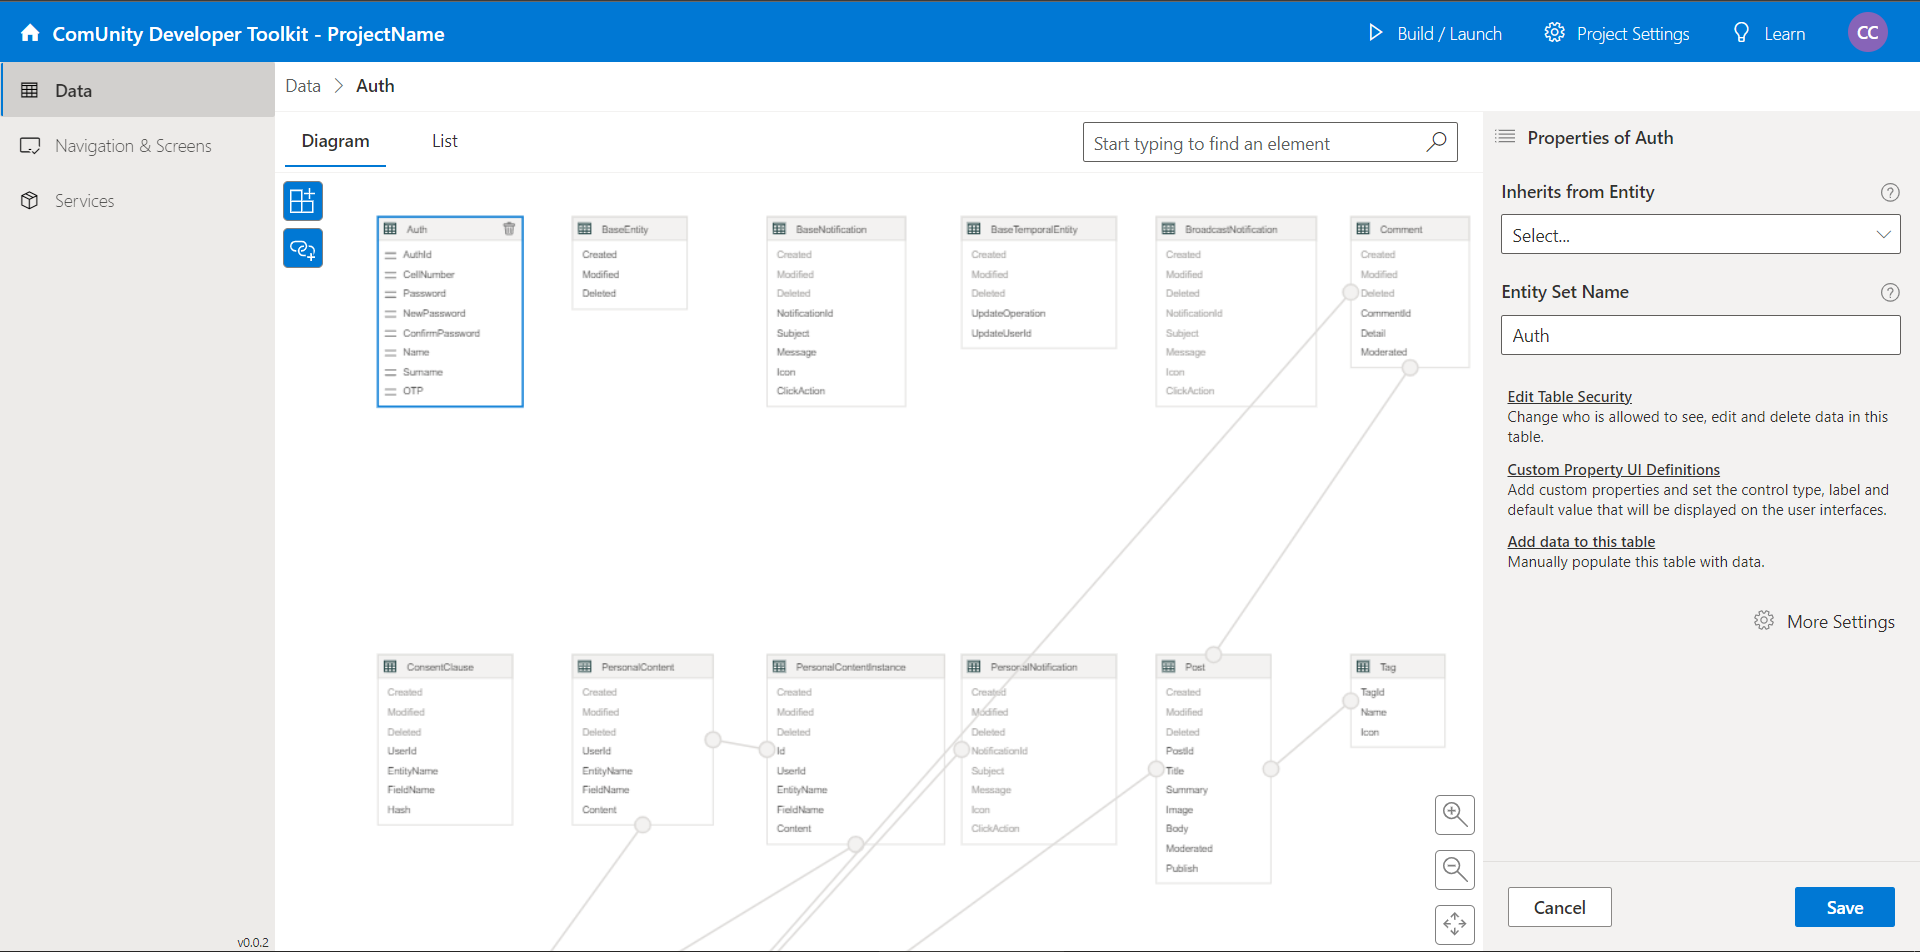 ComUnity Developer Toolkit - ProjectName
Build / Launch
Project Settings
Learn
CC
Data
Navigation & Screens
Services
v0.0.2
Data > Auth
Diagram
List
Start typing to find an element
Auth
AuthId
CellNumber
Password
NewPassword
ConfirmPassword
Name
Surname
OTP
BaseEntity
Created
Modified
Deleted
BaseNotification
Created
Modified
Deleted
NotificationId
Subject
Message
Icon
ClickAction
BaseTemporalEntity
Created
Modified
Deleted
UpdateOperation
UpdateUserId
BroadcastNotification
Created
Modified
Deleted
NotificationId
Subject
Message
Icon
ClickAction
Comment
Created
Modified
Deleted
CommentId
Detail
Moderated
ConsentClause
Created
Modified
Deleted
UserId
EntityName
FieldName
Hash
PersonalContent
Created
Modified
Deleted
UserId
EntityName
FieldName
Content
PersonalContentInstance
Created
Modified
Deleted
Id
UserId
EntityName
FieldName
Content
PersonalNotification
Created
Modified
Deleted
NotificationId
Subject
Message
Icon
ClickAction
Post
Created
Modified
Deleted
PostId
Title
Summary
Image
Body
Moderated
Publish
Tag
TagId
Name
Icon
Properties of Auth
Inherits from Entity
?
Select...
Entity Set Name
?
Auth
Edit Table Security
Change who is allowed to see, edit and delete data in this
table.
Custom Property UI Definitions
Add custom properties and set the control type, label and
default value that will be displayed on the user interfaces.
Add data to this table
Manually populate this table with data.
More Settings
Cancel
Save